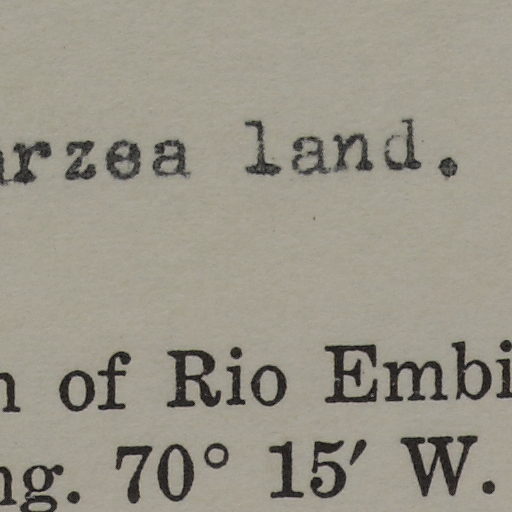 arzea land.
n of Rio Embi
ng. 70° 15′ W.